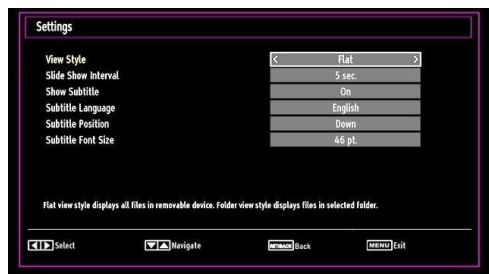 Settings
View Style < Flat >
Slide Show Interval 5 sec.
Show Subtitle On
Subtitle Language English
Subtitle Position Down
Subtitle Font Size 46 pt.
Flat view style displays all files in removable device. Folder view style displays files in selected folder.
Select Navigate RET/BACK Back MENU Exit